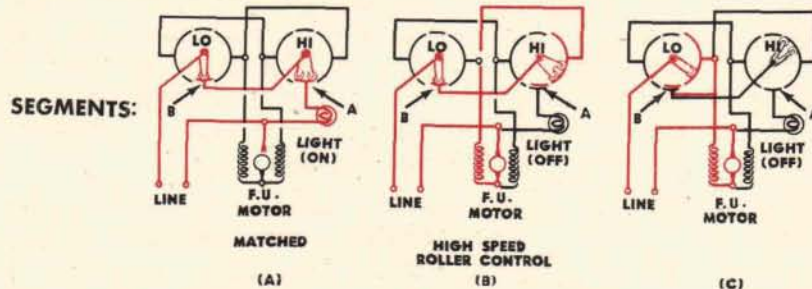 SEGMENTS:
LO
HI
B
A
LIGHT
(ON)
LINE
F.U.
MOTOR
MATCHED
(A)
LO
HI
B
A
LIGHT
(OFF)
LINE
F.U.
MOTOR
HIGH SPEED
ROLLER CONTROL
(B)
LO
HI
B
A
LIGHT
(OFF)
LINE
F.U.
MOTOR
(C)